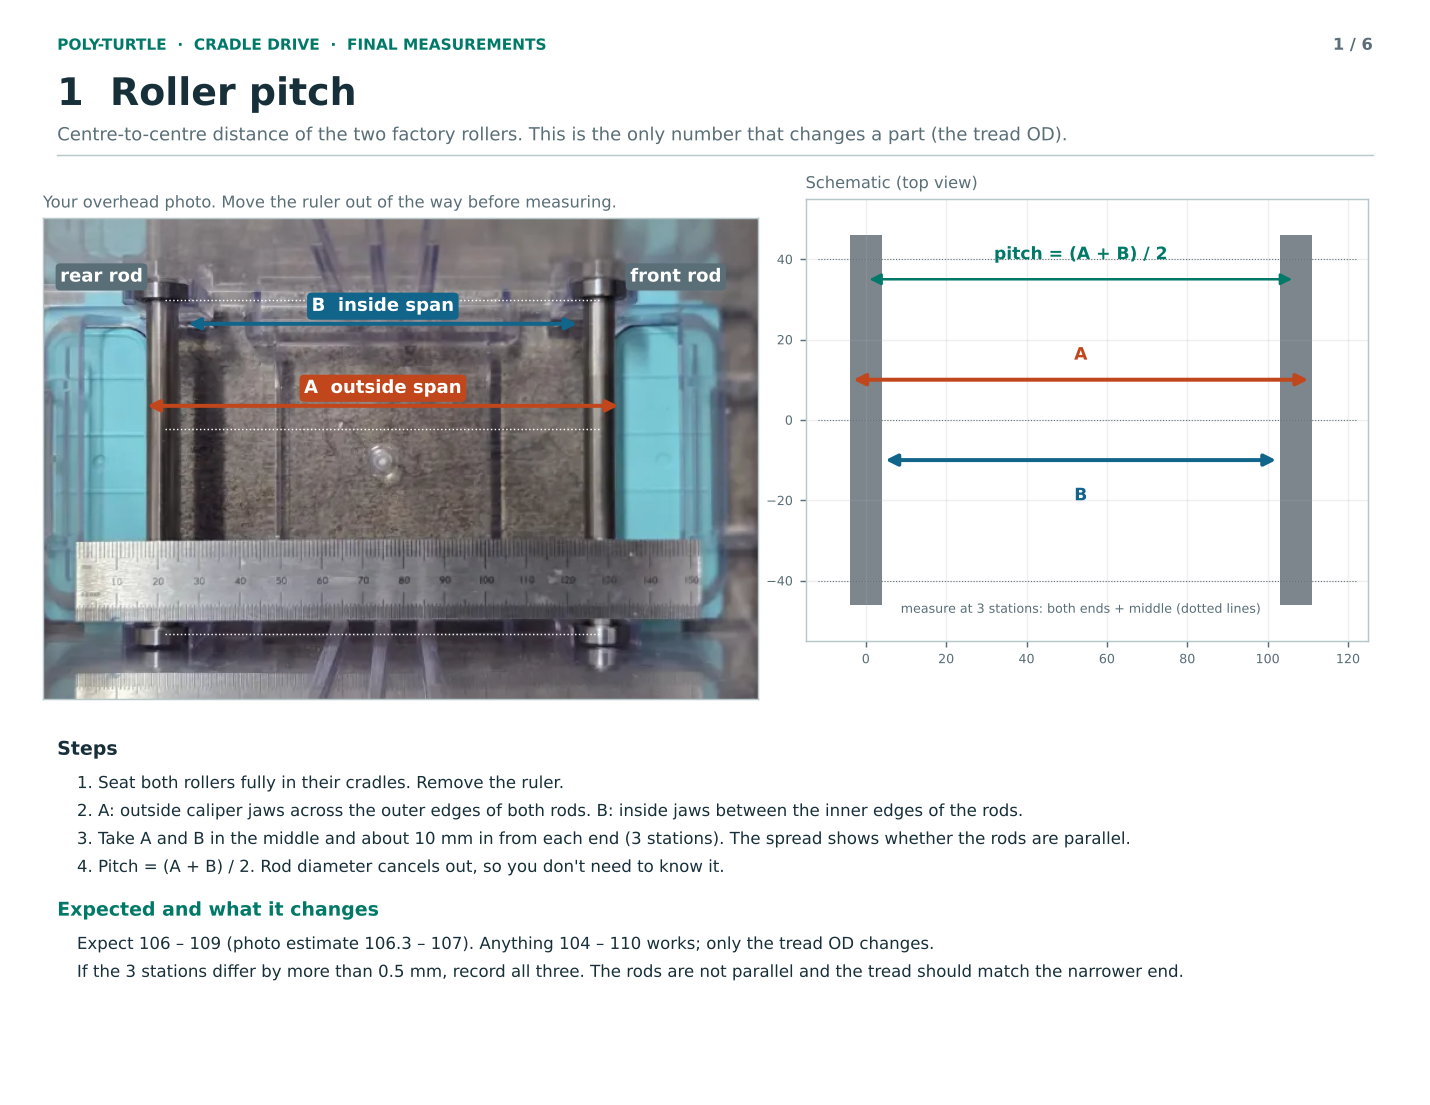 POLY-TURTLE · CRADLE DRIVE · FINAL MEASUREMENTS
1 / 6
1 Roller pitch
Centre-to-centre distance of the two factory rollers. This is the only number that changes a part (the tread OD).
Your overhead photo. Move the ruler out of the way before measuring.
rear rod
front rod
B inside span
A outside span
10 20 30 40 50 60 70 80 90 100 110 120 130 140 150
Schematic (top view)
pitch = (A + B) / 2
A
B
measure at 3 stations: both ends + middle (dotted lines)
40
20
0
−20
−40
0 20 40 60 80 100 120
Steps
1. Seat both rollers fully in their cradles. Remove the ruler.
2. A: outside caliper jaws across the outer edges of both rods. B: inside jaws between the inner edges of the rods.
3. Take A and B in the middle and about 10 mm in from each end (3 stations). The spread shows whether the rods are parallel.
4. Pitch = (A + B) / 2. Rod diameter cancels out, so you don't need to know it.
Expected and what it changes
Expect 106 – 109 (photo estimate 106.3 – 107). Anything 104 – 110 works; only the tread OD changes.
If the 3 stations differ by more than 0.5 mm, record all three. The rods are not parallel and the tread should match the narrower end.